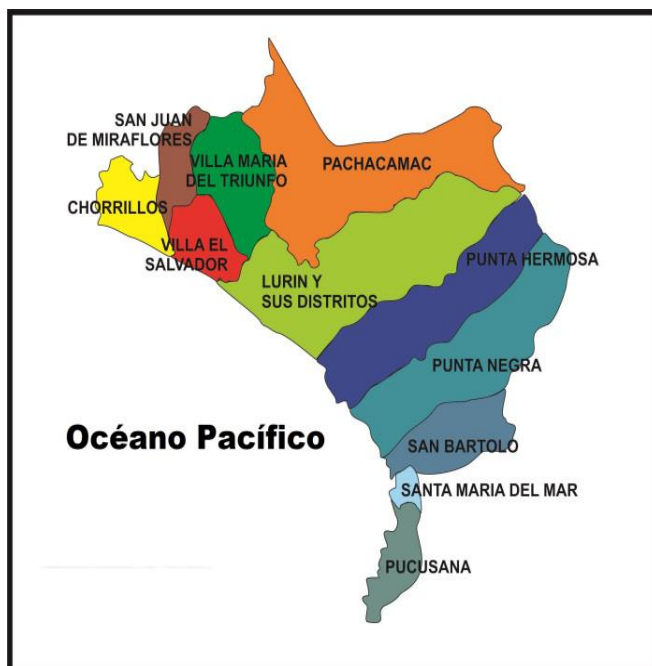 SAN JUAN
DE MIRAFLORES
VILLA MARIA
DEL TRIUNFO
PACHACAMAC
CHORRILLOS
VILLA EL
SALVADOR
PUNTA HERMOSA
LURIN Y
SUS DISTRITOS
PUNTA NEGRA
Océano Pacífico
SAN BARTOLO
SANTA MARIA DEL MAR
PUCUSANA